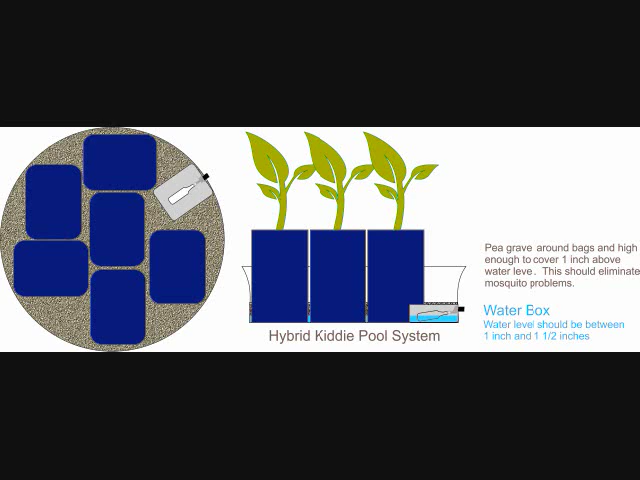 Pea grave around bags and high
enough to cover 1 inch above
water leve. This should eliminate
mosquito problems.
Water Box
Water level should be between
1 inch and 1 1/2 inches
Hybrid Kiddie Pool System